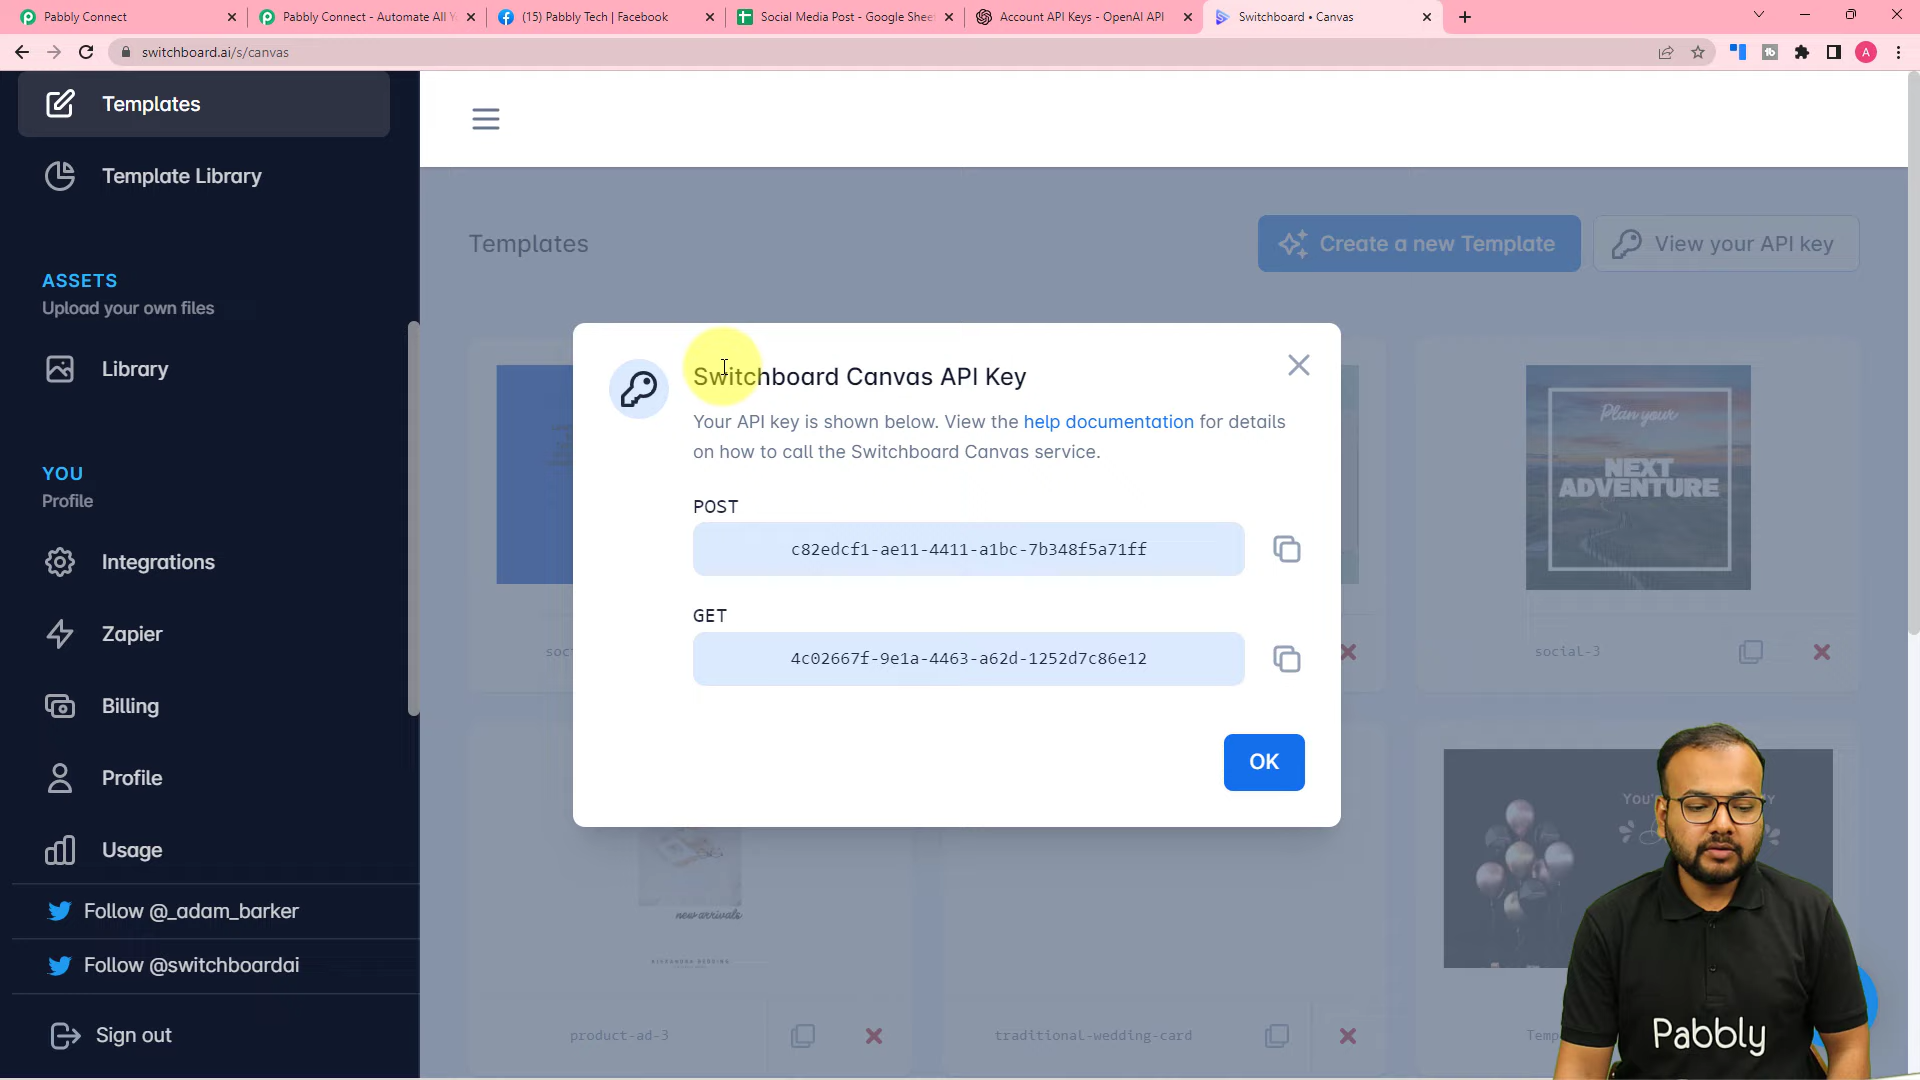 Pabbly Connect
Pabbly Connect - Automate All Y
(15) Pabbly Tech | Facebook
Social Media Post - Google Shee
Account API Keys - OpenAI API
Switchboard • Canvas
switchboard.ai/s/canvas
A
Templates
Template Library
ASSETS
Upload your own files
Library
YOU
Profile
Integrations
Zapier
Billing
Profile
Usage
Follow @_adam_barker
Follow @switchboardai
Sign out
Templates
Create a new Template
View your API key
Switchboard Canvas API Key
Your API key is shown below. View the help documentation for details
on how to call the Switchboard Canvas service.
POST
c82edcf1-ae11-4411-a1bc-7b348f5a71ff
GET
4c02667f-9e1a-4463-a62d-1252d7c86e12
OK
Plan your
NEXT
ADVENTURE
social-3
new arrivals
product-ad-3
traditional-wedding-card
Pabbly